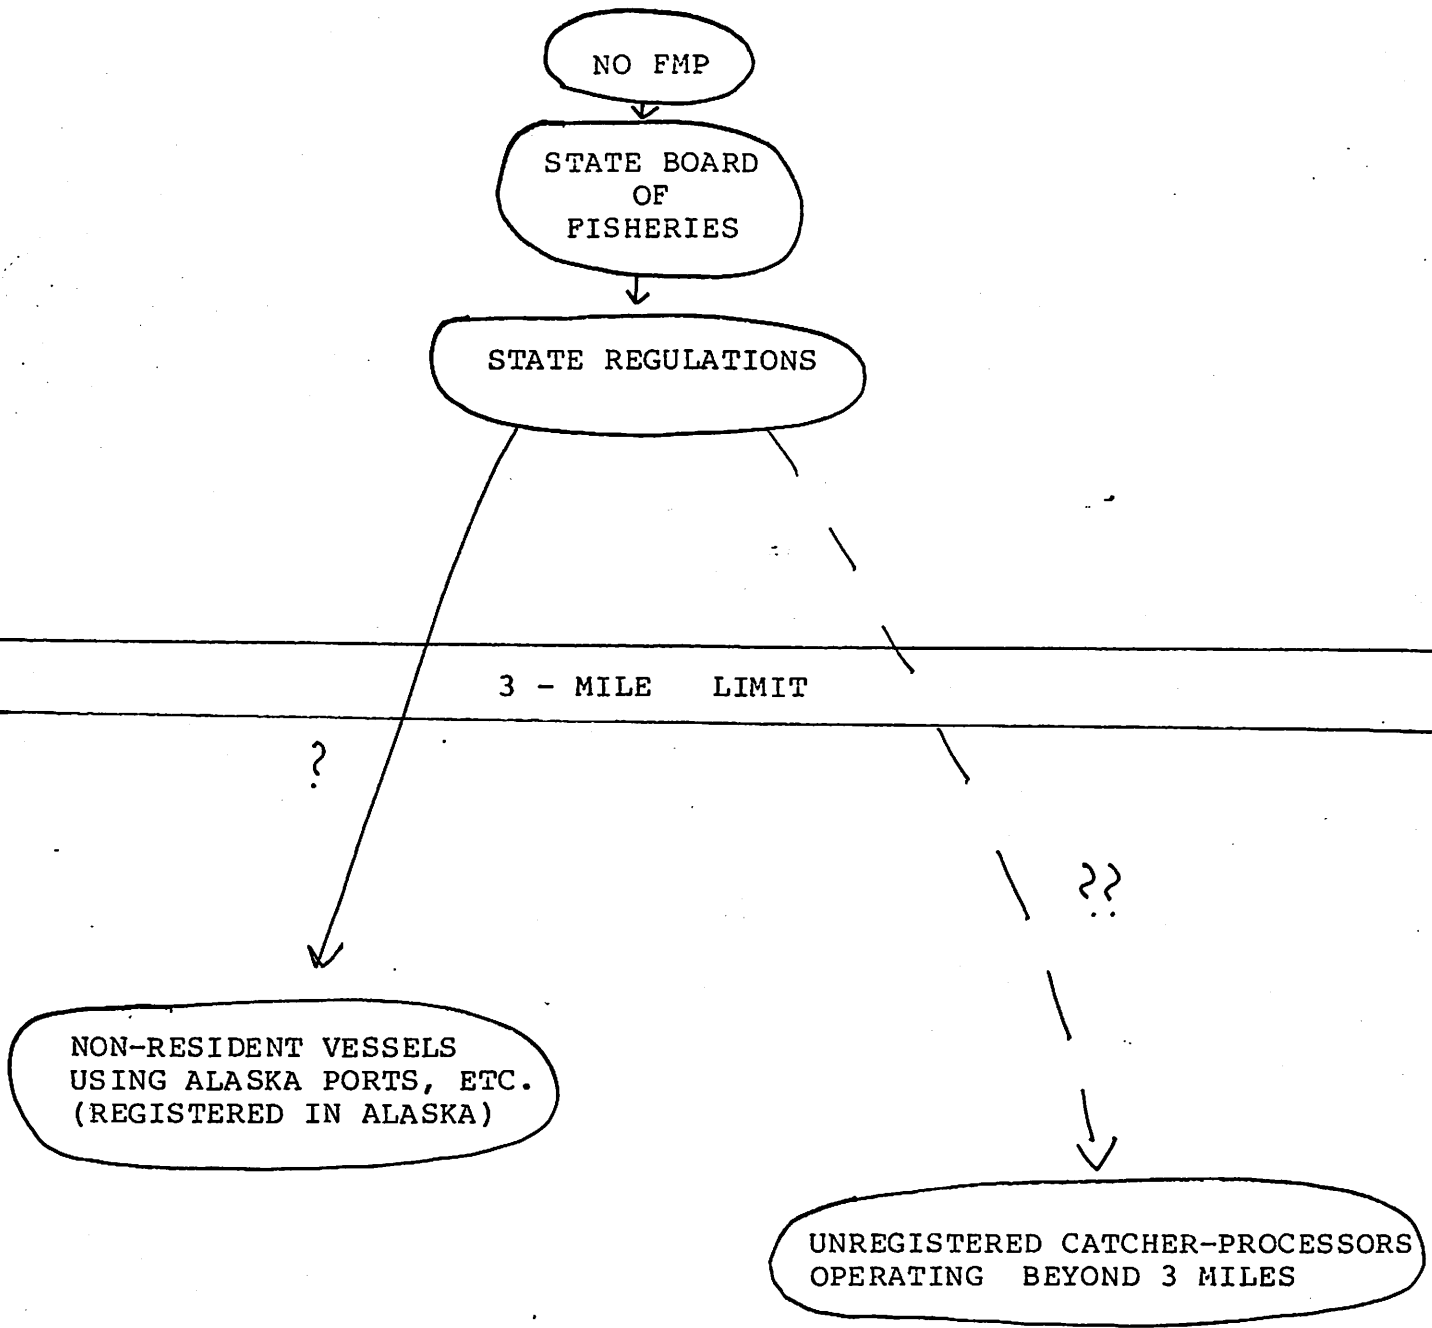 NO FMP
STATE BOARD
OF
FISHERIES
STATE REGULATIONS
3 - MILE LIMIT
?
??
NON-RESIDENT VESSELS
USING ALASKA PORTS, ETC.
(REGISTERED IN ALASKA)
UNREGISTERED CATCHER-PROCESSORS
OPERATING BEYOND 3 MILES